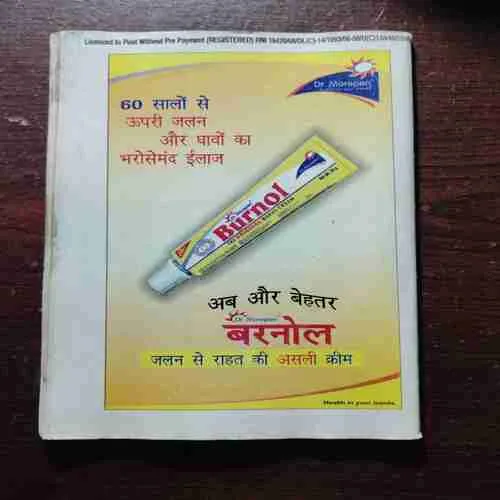 Licensed to Post Without Pre Payment (REGISTERED)
Dr. Morepen
60 सालों से
ऊपरी जलन
और घावों का
भरोसेमंद ईलाज
Burnol
अब और बेहतर
Dr. Morepen
बरनोल
जलन से राहत की असली क्रीम
Health in your hands.